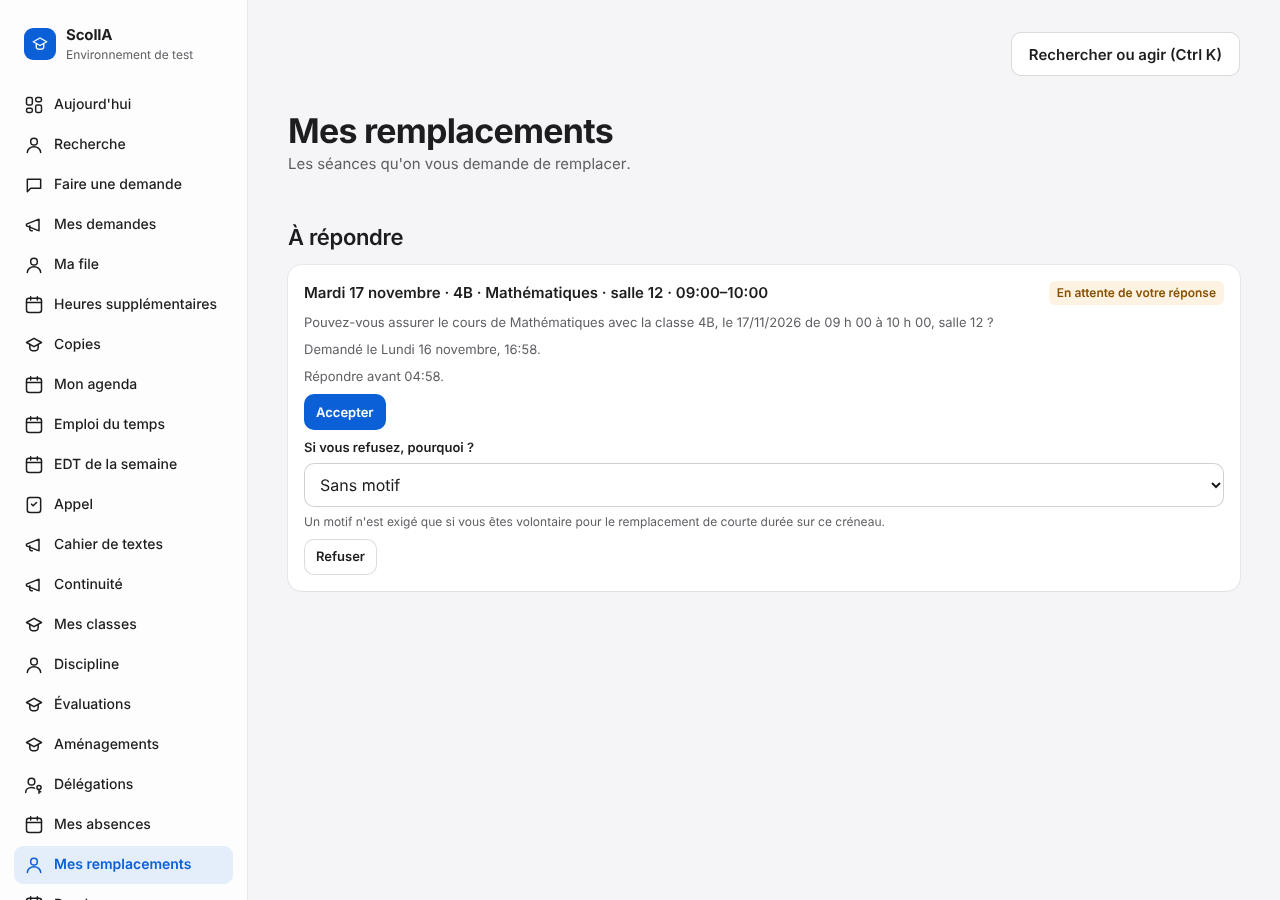 ScolIA
Environnement de test
Aujourd'hui
Recherche
Faire une demande
Mes demandes
Ma file
Heures supplémentaires
Copies
Mon agenda
Emploi du temps
EDT de la semaine
Appel
Cahier de textes
Continuité
Mes classes
Discipline
Évaluations
Aménagements
Délégations
Mes absences
Mes remplacements
Rechercher ou agir (Ctrl K)
Mes remplacements
Les séances qu'on vous demande de remplacer.
À répondre
Mardi 17 novembre · 4B · Mathématiques · salle 12 · 09:00–10:00
En attente de votre réponse
Pouvez-vous assurer le cours de Mathématiques avec la classe 4B, le 17/11/2026 de 09 h 00 à 10 h 00, salle 12 ?
Demandé le Lundi 16 novembre, 16:58.
Répondre avant 04:58.
Accepter
Si vous refusez, pourquoi ?
Sans motif
Un motif n'est exigé que si vous êtes volontaire pour le remplacement de courte durée sur ce créneau.
Refuser